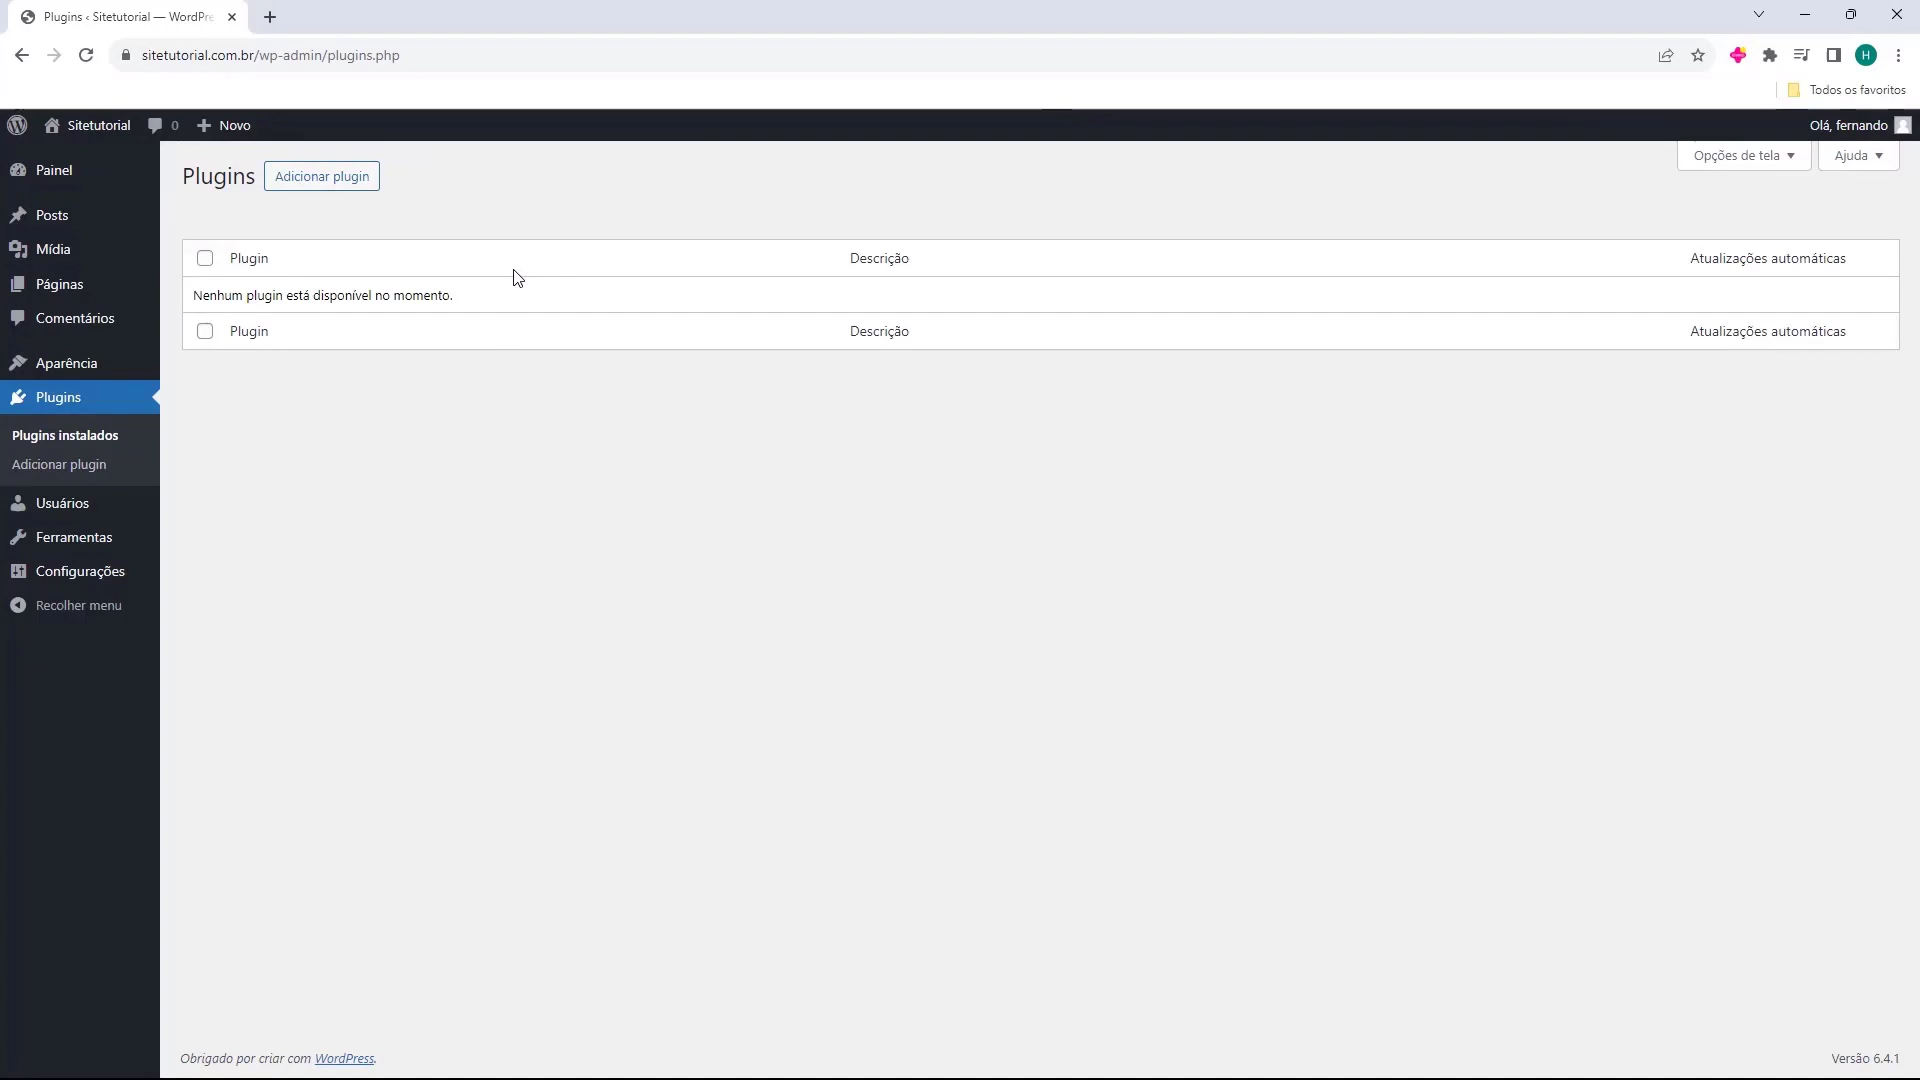 Plugins ‹ Sitetutorial — WordPre
sitetutorial.com.br/wp-admin/plugins.php
H
Todos os favoritos
Sitetutorial
0
Novo
Olá, fernando
Painel
Posts
Mídia
Páginas
Comentários
Aparência
Plugins
Plugins instalados
Adicionar plugin
Usuários
Ferramentas
Configurações
Recolher menu
Opções de tela
Ajuda
Plugins
Adicionar plugin
Plugin Descrição Atualizações automáticas
Nenhum plugin está disponível no momento.
Plugin Descrição Atualizações automáticas
Obrigado por criar com WordPress.
Versão 6.4.1